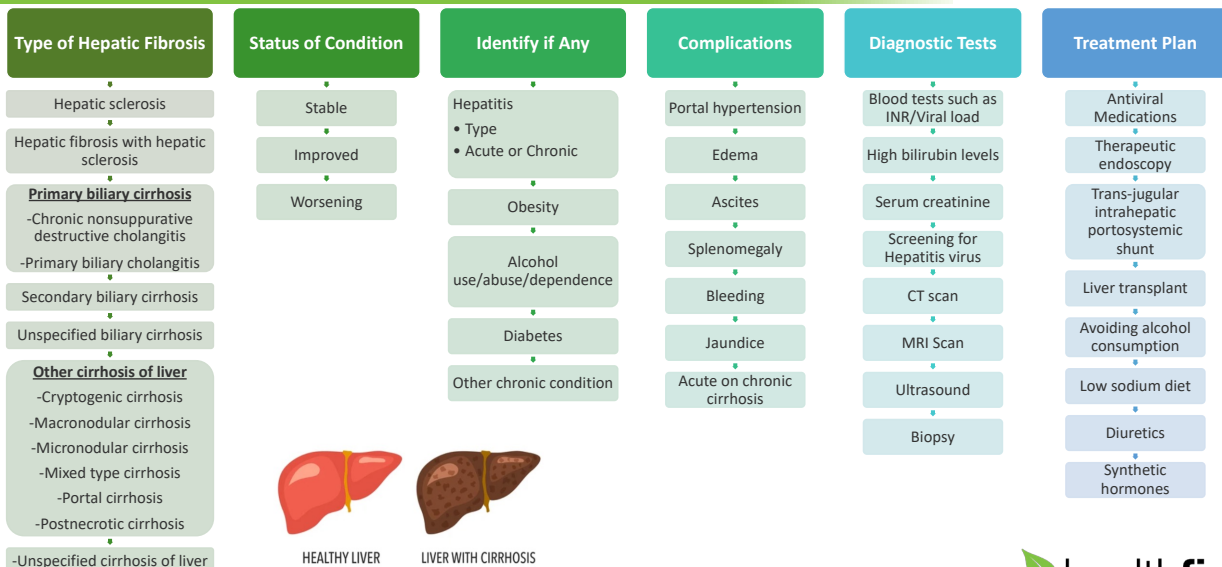 Type of Hepatic Fibrosis
Hepatic sclerosis
Hepatic fibrosis with hepatic
sclerosis
Primary biliary cirrhosis
-Chronic nonsuppurative
destructive cholangitis
-Primary biliary cholangitis
Secondary biliary cirrhosis
Unspecified biliary cirrhosis
Other cirrhosis of liver
-Cryptogenic cirrhosis
-Macronodular cirrhosis
-Micronodular cirrhosis
-Mixed type cirrhosis
-Portal cirrhosis
-Postnecrotic cirrhosis
-Unspecified cirrhosis of liver
Status of Condition
Stable
Improved
Worsening
Identify if Any
Hepatitis
• Type
• Acute or Chronic
Obesity
Alcohol
use/abuse/dependence
Diabetes
Other chronic condition
Complications
Portal hypertension
Edema
Ascites
Splenomegaly
Bleeding
Jaundice
Acute on chronic
cirrhosis
Diagnostic Tests
Blood tests such as
INR/Viral load
High bilirubin levels
Serum creatinine
Screening for
Hepatitis virus
CT scan
MRI Scan
Ultrasound
Biopsy
Treatment Plan
Antiviral
Medications
Therapeutic
endoscopy
Trans-jugular
intrahepatic
portosystemic
shunt
Liver transplant
Avoiding alcohol
consumption
Low sodium diet
Diuretics
Synthetic
hormones
HEALTHY LIVER
LIVER WITH CIRRHOSIS